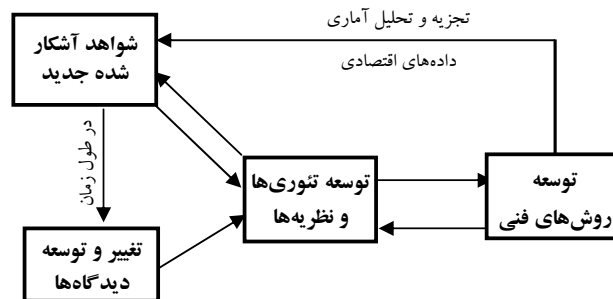 تجزیه و تحلیل آماری
داده‌های اقتصادی
شواهد آشکار
شده جدید
در طول زمان
توسعه تئوری‌ها
و نظریه‌ها
توسعه
روش‌های فنی
تغییر و توسعه
دیدگاه‌ها